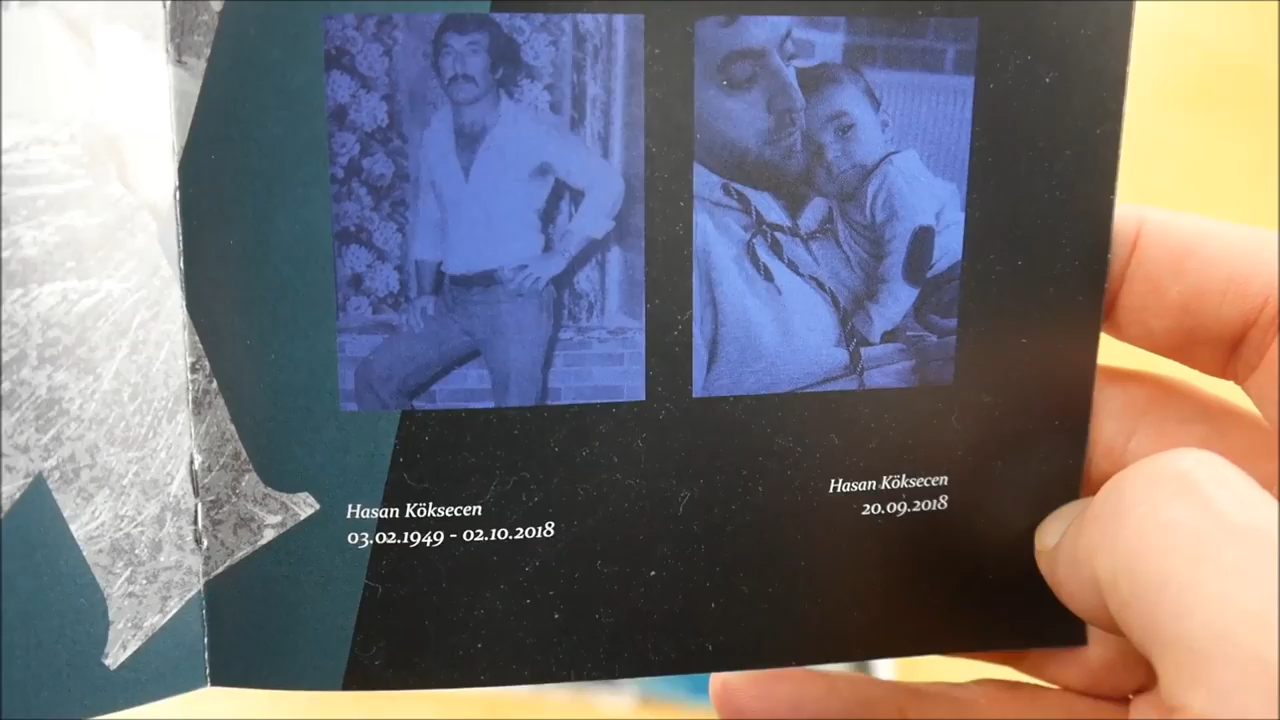 Hasan Köksecen
03.02.1949 - 02.10.2018
Hasan Köksecen
20.09.2018